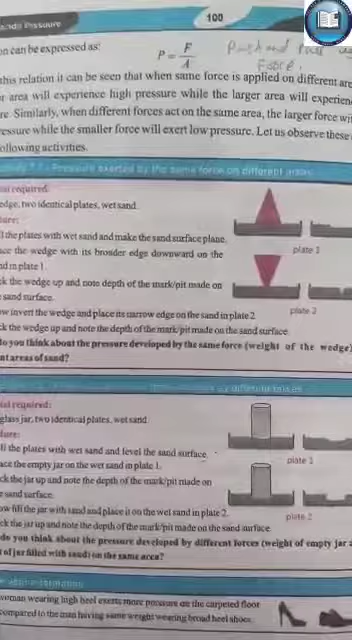 and Pressure
100
on can be expressed as:
P = F/A
Push and Pull
Force.
this relation it can be seen that when same force is applied on different are
r area will experience high pressure while the larger area will experien
re. Similarly, when different forces act on the same area, the larger force wi
essure while the smaller force will exert low pressure. Let us observe these
ollowing activities.
Pressure exerted by the same force on different areas
ial required:
edge, two identical plates, wet sand.
dure:
l the plates with wet sand and make the sand surface plane.
ace the wedge with its broader edge downward on the
nd in plate 1.
plate 1
ck the wedge up and note depth of the mark/pit made on
sand surface.
ow invert the wedge and place its narrow edge on the sand in plate 2
plate 2
ck the wedge up and note the depth of the mark/pit made on the sand surface.
do you think about the pressure developed by the same force (weight of the wedge)
nt areas of sand?
by different forces
ial required:
glass jar, two identical plates, wet sand
dure:
ll the plates with wet sand and level the sand surface.
ace the empty jar on the wet sand in plate 1.
plate 1
ck the jar up and note the depth of the mark/pit made on
e sand surface.
ow fill the jar with sand and place it on the wet sand in plate 2.
plate 2
ck the jar up and note the depth of the mark/pit made on the sand surface.
do you think about the pressure developed by different forces (weight of empty jar a
t of jar filled with sand) on the same area?
information
woman wearing high heel exerts more pressure on the carpeted floor
compared to the man having same weight wearing broad heel shoes.